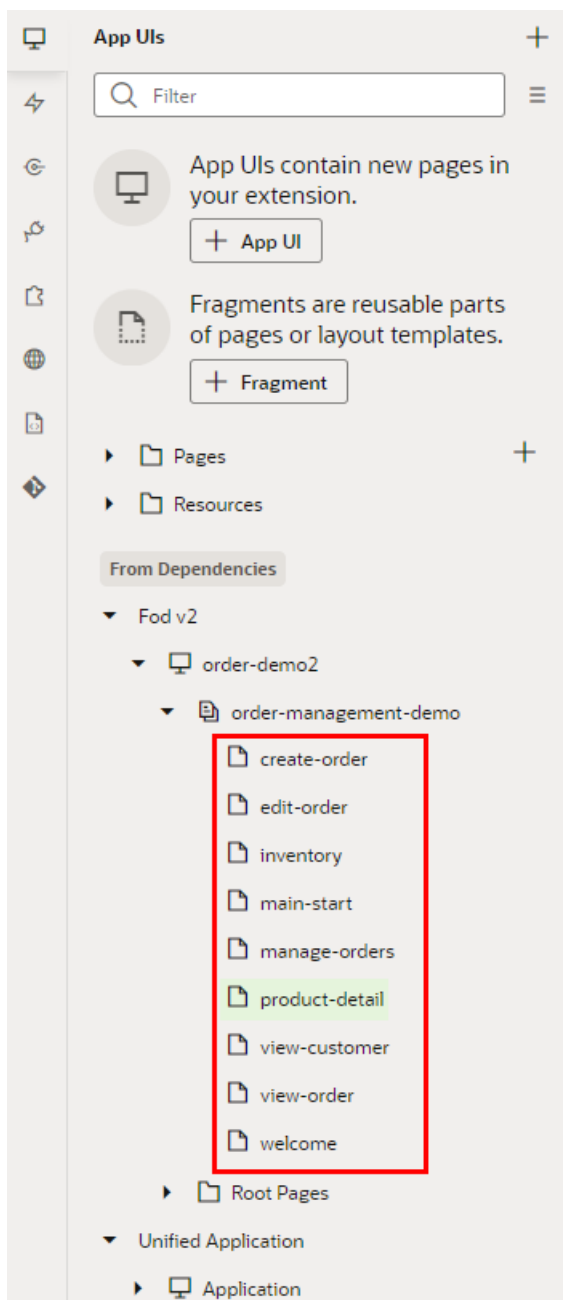 App UIs
Filter
App UIs contain new pages in
your extension.
App UI
Fragments are reusable parts
of pages or layout templates.
Fragment
Pages
Resources
From Dependencies
Fod v2
order-demo2
order-management-demo
create-order
edit-order
inventory
main-start
manage-orders
product-detail
view-customer
view-order
welcome
Root Pages
Unified Application
Application